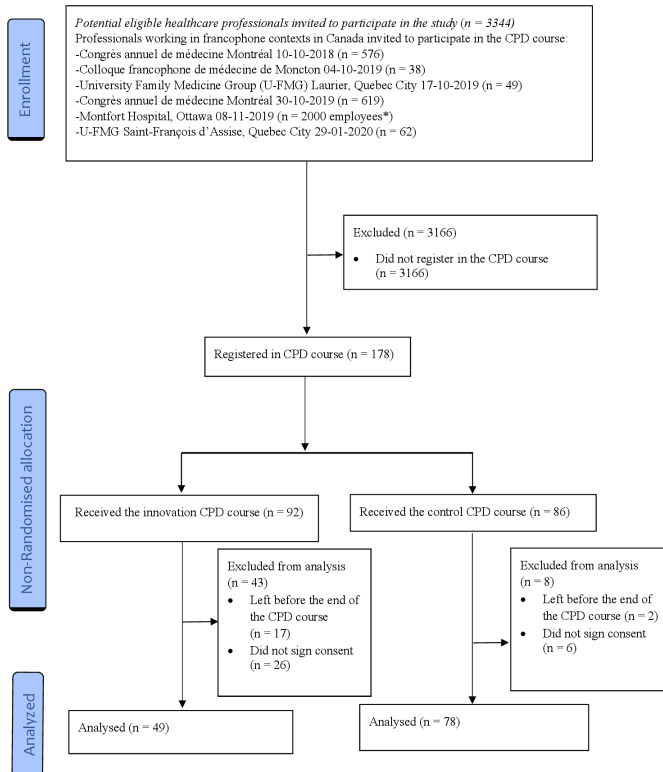 Enrollment
Potential eligible healthcare professionals invited to participate in the study (n = 3344)
Professionals working in francophone contexts in Canada invited to participate in the CPD course:
-Congrès annuel de médecine Montréal 10-10-2018 (n = 576)
-Colloque francophone de médecine de Moncton 04-10-2019 (n = 38)
-University Family Medicine Group (U-FMG) Laurier, Quebec City 17-10-2019 (n = 49)
-Congrès annuel de médecine Montréal 30-10-2019 (n = 619)
-Montfort Hospital, Ottawa 08-11-2019 (n = 2000 employees*)
-U-FMG Saint-François d'Assise, Quebec City 29-01-2020 (n = 62)
Excluded (n = 3166)
• Did not register in the CPD course
(n = 3166)
Registered in CPD course (n = 178)
Non-Randomised allocation
Received the innovation CPD course (n = 92)
Received the control CPD course (n = 86)
Excluded from analysis
(n = 43)
• Left before the end of
the CPD course
(n = 17)
• Did not sign consent
(n = 26)
Excluded from analysis
(n = 8)
• Left before the end of
the CPD course (n = 2)
• Did not sign consent
(n = 6)
Analyzed
Analysed (n = 49)
Analysed (n = 78)